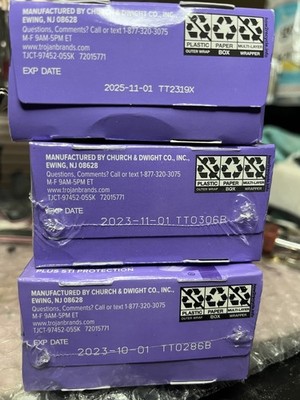 MANUFACTURED BY CHURCH & DWIGHT CO., INC.,
EWING, NJ 08628
Questions, Comments? Call or text 1-877-320-3075
M-F 9AM-5PM ET
www.trojanbrands.com
TJCT-97452-05SX 72015771
EXP DATE
2025-11-01 TT2319X
PLASTIC
OUTER WRAP
PAPER
BOX
MULTI-LAYER
WRAPPER
MANUFACTURED BY CHURCH & DWIGHT CO., INC.,
EWING, NJ 08628
Questions, Comments? Call or text 1-877-320-3075
M-F 9AM-5PM ET
www.trojanbrands.com
TJCT-97452-05SX 72015771
EXP DATE
2023-11-01 TT0306B
PLASTIC
OUTER WRAP
PAPER
BOX
MULTI-LAYER
WRAPPER
PLUS STI PROTECTION
MANUFACTURED BY CHURCH & DWIGHT CO., INC.,
EWING, NJ 08628
Questions, Comments? Call or text 1-877-320-3075
M-F 9AM-5PM ET
www.trojanbrands.com
TJCT-97452-05SX 72015771
EXP DATE
2023-10-01 TT0286B
PLASTIC
OUTER WRAP
PAPER
BOX
MULTI-LAYER
WRAPPER